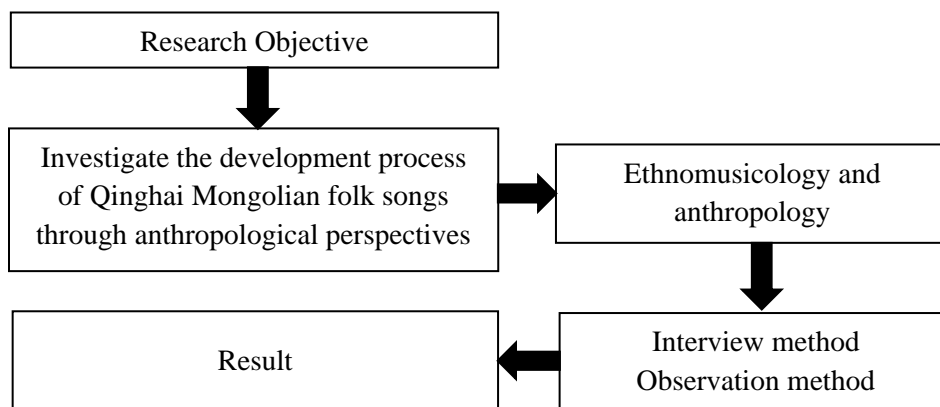 Research Objective
Investigate the development process
of Qinghai Mongolian folk songs
through anthropological perspectives
Ethnomusicology and
anthropology
Interview method
Observation method
Result